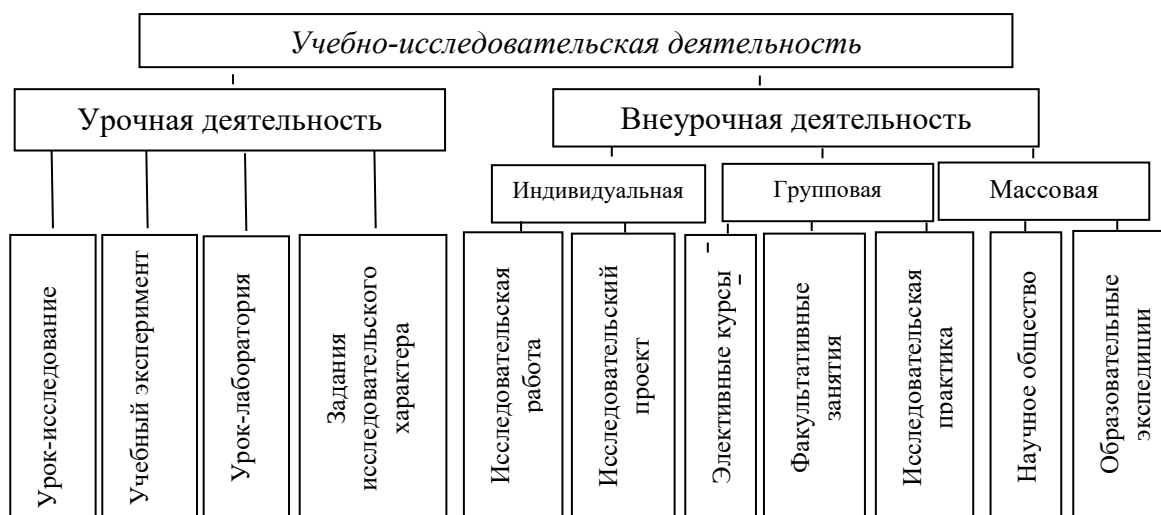 Учебно-исследовательская деятельность
Урочная деятельность
Внеурочная деятельность
Индивидуальная
Групповая
Массовая
Урок-исследование
Учебный эксперимент
Урок-лаборатория
Задания
исследовательского
характера
Исследовательская
работа
Исследовательский
проект
Элективные курсы
Факультативные
занятия
Исследовательская
практика
Научное общество
Образовательные
экспедиции